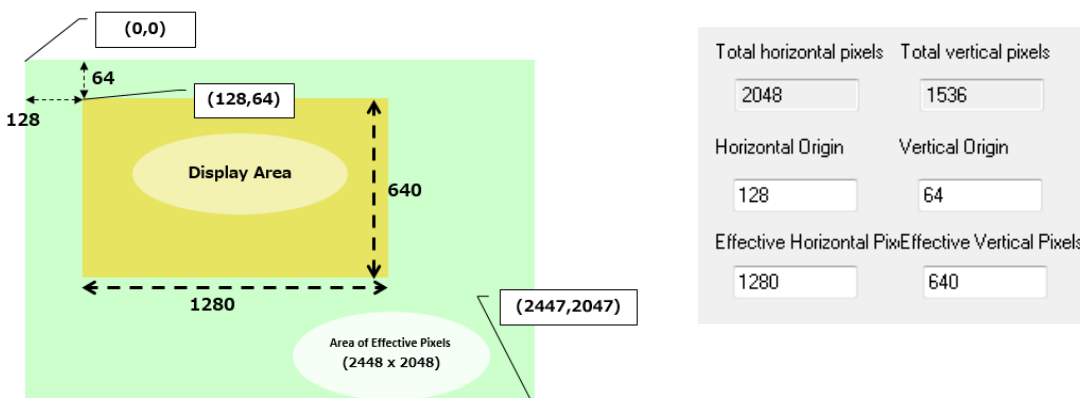 (0,0)
64
128
(128,64)
Display Area
640
1280
(2447,2047)
Area of Effective Pixels
(2448 x 2048)
Total horizontal pixels Total vertical pixels
2048 1536
Horizontal Origin Vertical Origin
128 64
Effective Horizontal Pix Effective Vertical Pixels
1280 640